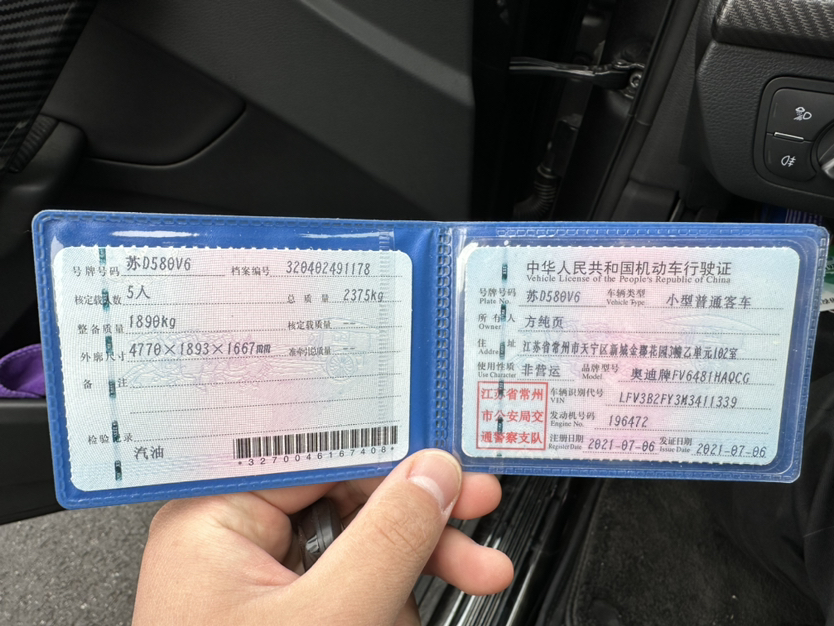 号牌号码 苏D580V6 档案编号 320402491178
核定载人数 5人 总质量 2375kg
整备质量 1890kg 核定载质量 --
外廓尺寸 4770×1893×1667mm 准牵引总质量 --
备注
检验记录
汽油
*3270046167408*
中华人民共和国机动车行驶证
Vehicle License of the People's Republic of China
号牌号码 苏D580V6 车辆类型 小型普通客车
Plate No. Vehicle Type
所有人 方纯页
Owner
住址 江苏省常州市天宁区新城金郡花园3幢乙单元102室
Address
使用性质 非营运 品牌型号 奥迪牌FV6481HAQCG
Use Character Model
江苏省常州
市公安局交
通警察支队
车辆识别代号 LFV3B2FY3M3411339
VIN
发动机号码 196472
Engine No.
注册日期 2021-07-06 发证日期 2021-07-06
Register Date Issue Date